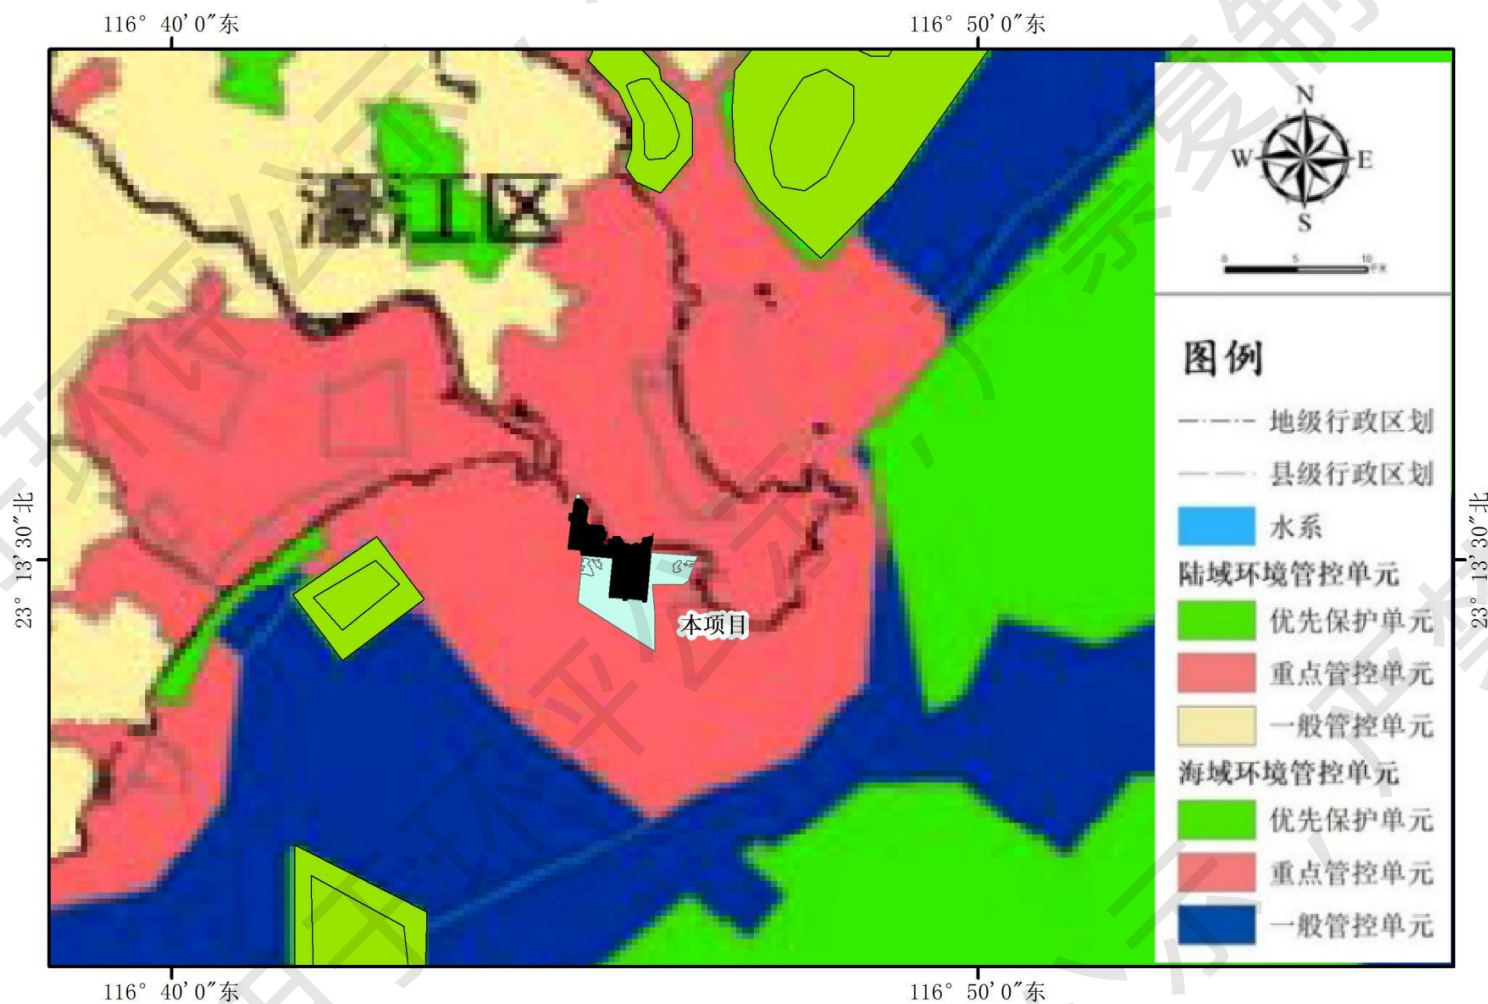 116° 40′0″东
116° 50′0″东
N
W
E
S
0
5
10
千米
濠江区
图例
地级行政区划
县级行政区划
水系
陆域环境管控单元
优先保护单元
重点管控单元
一般管控单元
海域环境管控单元
优先保护单元
重点管控单元
一般管控单元
本项目
23° 13′30″北
23° 13′30″北
116° 40′0″东
116° 50′0″东